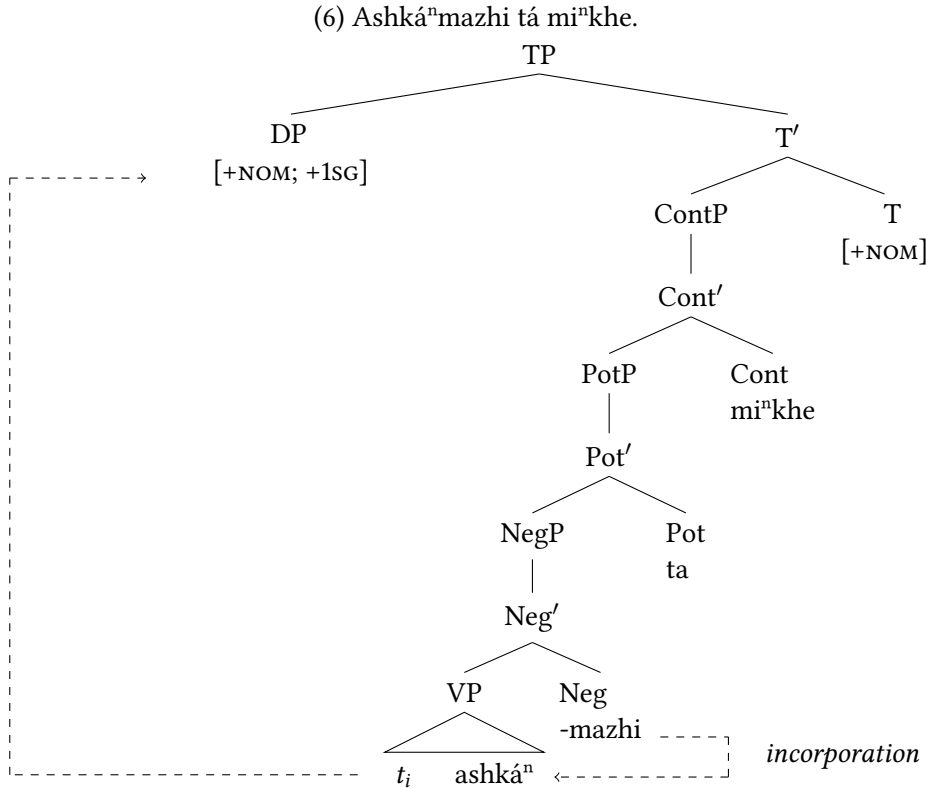 (6) Ashkáⁿmazhi tá miⁿkhe.
TP
DP T′
[+NOM; +1SG]
ContP T
[+NOM]
Cont′
PotP Cont
miⁿkhe
Pot′
NegP Pot
ta
Neg′
VP Neg
-mazhi
incorporation
tᵢ ashkáⁿ